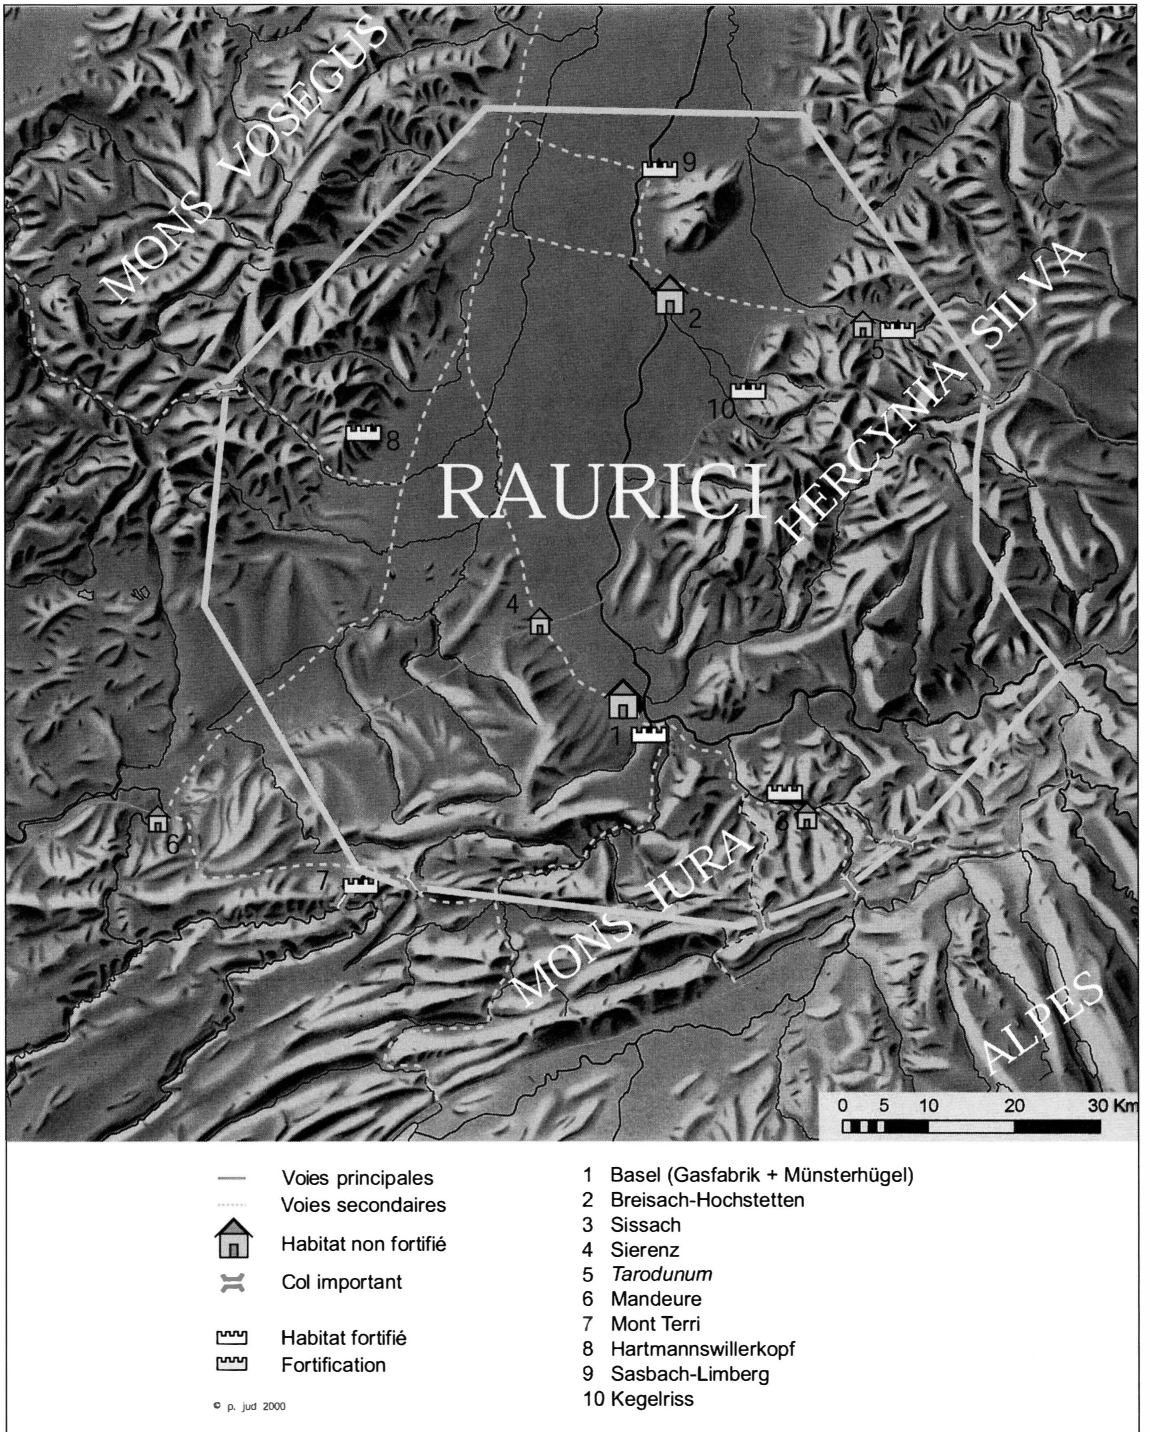 MONS VOSEGUS
9
2
5
HERCYNIA SILVA
10
8
RAURICI
4
1
3
6
7
MONS IURA
ALPES
0 5 10 20 30 Km
Voies principales
Voies secondaires
Habitat non fortifié
Col important
Habitat fortifié
Fortification
© p. jud 2000
1 Basel (Gasfabrik + Münsterhügel)
2 Breisach-Hochstetten
3 Sissach
4 Sierenz
5 Tarodunum
6 Mandeure
7 Mont Terri
8 Hartmannswillerkopf
9 Sasbach-Limberg
10 Kegelriss